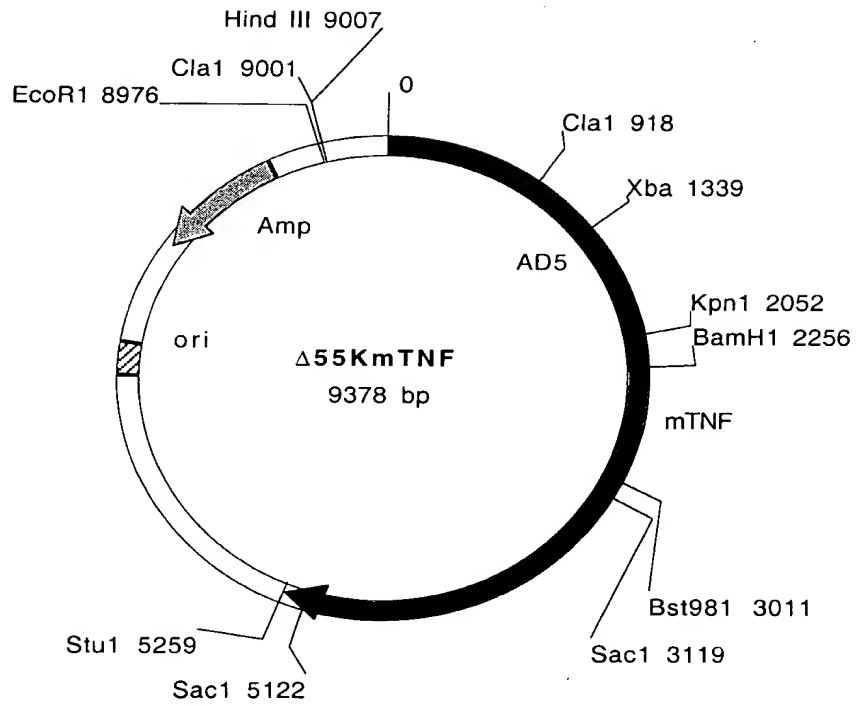 Hind III 9007
Cla1 9001
EcoR1 8976
0
Cla1 918
Xba 1339
Amp
AD5
Kpn1 2052
BamH1 2256
ori
Δ55KmTNF
9378 bp
mTNF
Bst981 3011
Stu1 5259
Sac1 3119
Sac1 5122